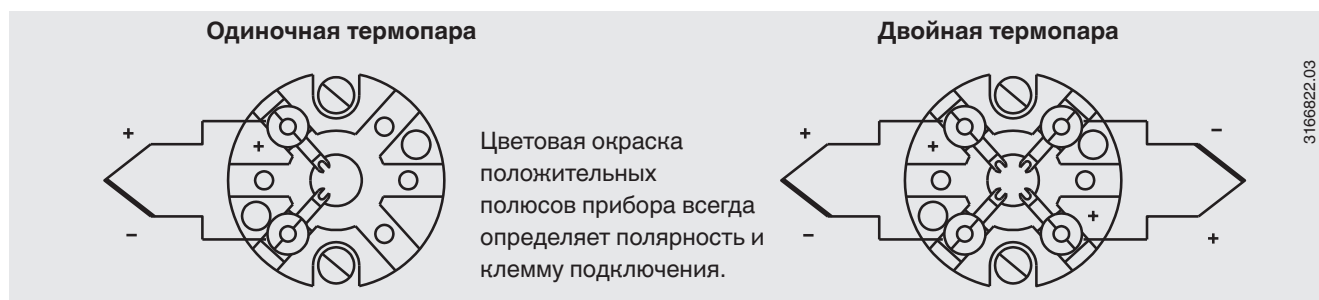 Одиночная термопара
Двойная термопара
3166822.03
+
+
−
Цветовая окраска
положительных
полюсов прибора всегда
определяет полярность и
клемму подключения.
+
+
−
−
+
+